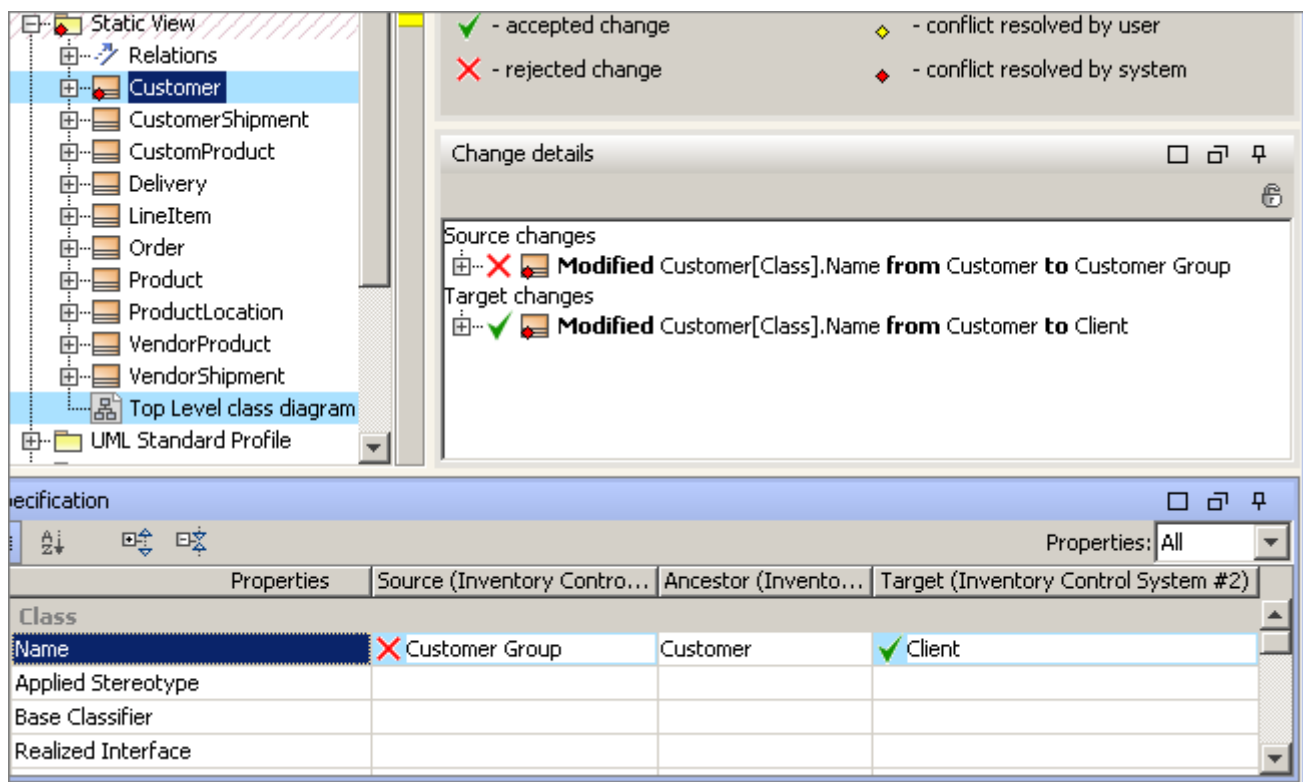 Static View
Relations
Customer
CustomerShipment
CustomProduct
Delivery
LineItem
Order
Product
ProductLocation
VendorProduct
VendorShipment
Top Level class diagram
UML Standard Profile
- accepted change
- conflict resolved by user
- rejected change
- conflict resolved by system
Change details
Source changes
Modified Customer[Class].Name from Customer to Customer Group
Target changes
Modified Customer[Class].Name from Customer to Client
ecification
Properties: All
Properties Source (Inventory Contro... Ancestor (Invento... Target (Inventory Control System #2)
Class
Name Customer Group Customer Client
Applied Stereotype
Base Classifier
Realized Interface